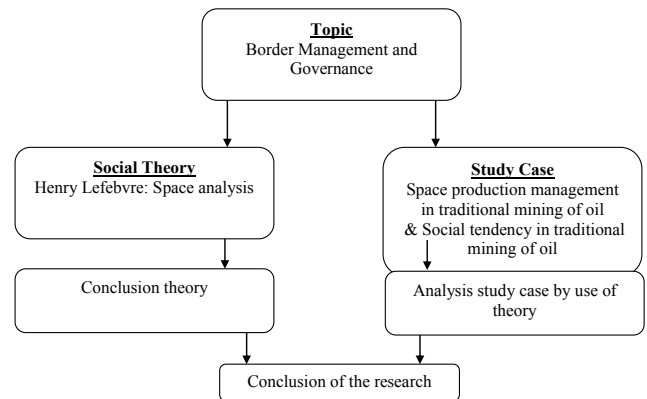 Topic
Border Management and
Governance
Social Theory
Henry Lefebvre: Space analysis
Study Case
Space production management
in traditional mining of oil
& Social tendency in traditional
mining of oil
Conclusion theory
Analysis study case by use of
theory
Conclusion of the research